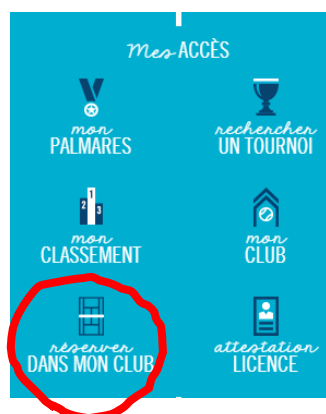 Mes ACCÈS
mon
PALMARES
rechercher
UN TOURNOI
1
2 3
mon
CLASSEMENT
mon
CLUB
réserver
DANS MON CLUB
attestation
LICENCE